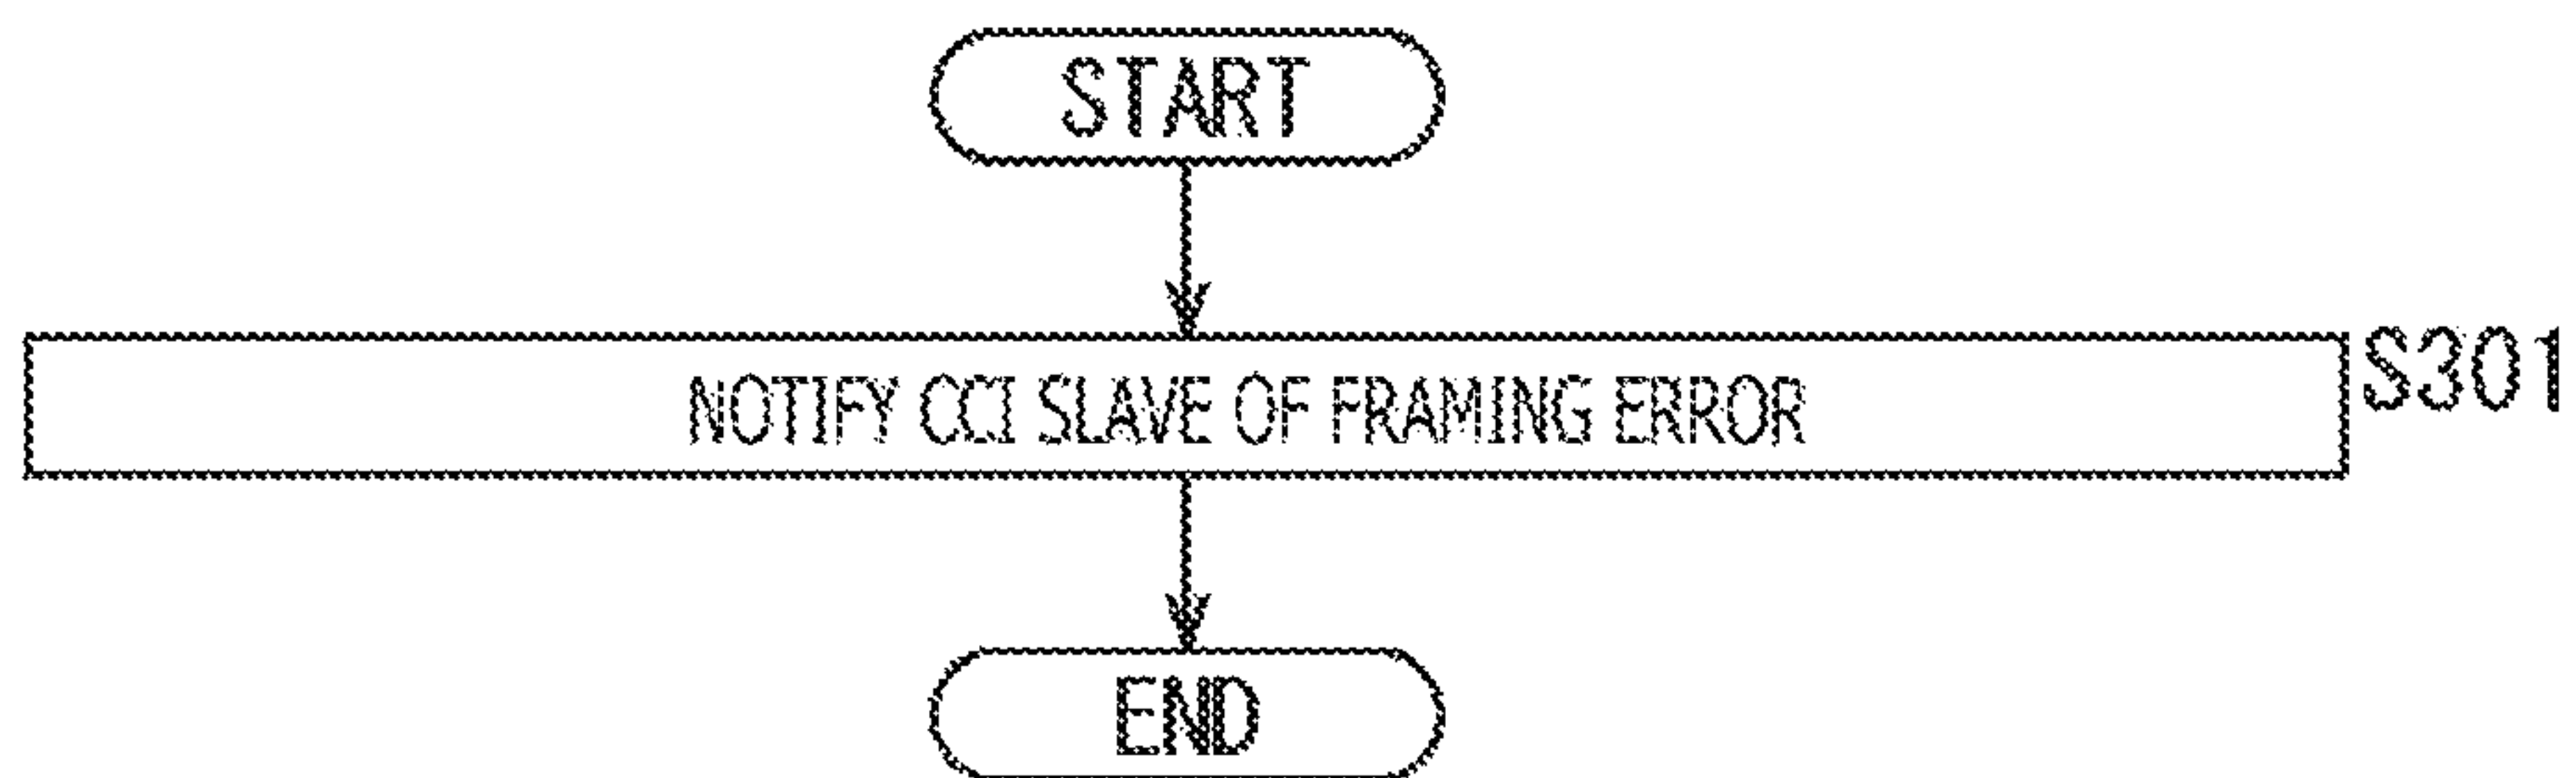 START
NOTIFY CCI SLAVE OF FRAMING ERROR
S301
END